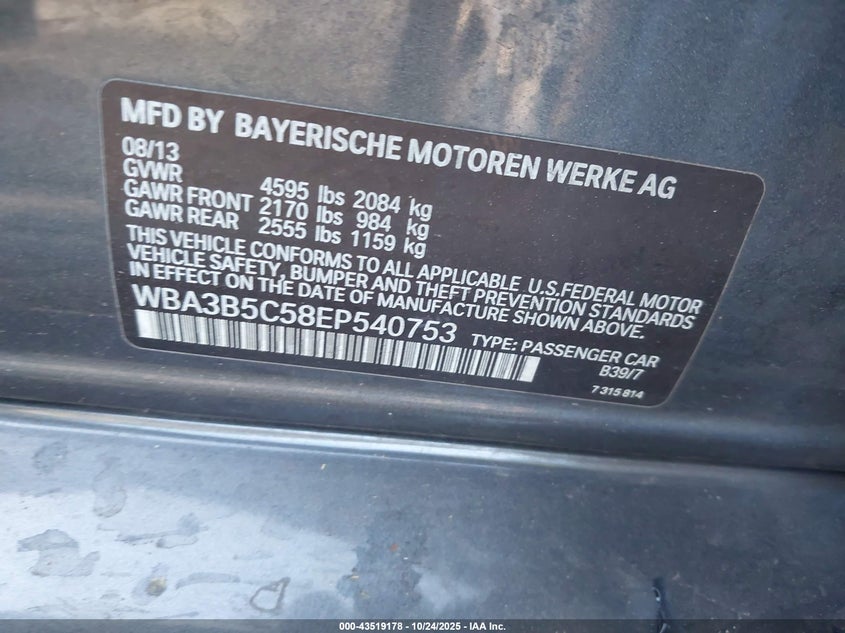 MFD BY BAYERISCHE MOTOREN WERKE AG
08/13
GVWR 4595 lbs 2084 kg
GAWR FRONT 2170 lbs 984 kg
GAWR REAR 2555 lbs 1159 kg
THIS VEHICLE CONFORMS TO ALL APPLICABLE U.S.FEDERAL MOTOR
VEHICLE SAFETY, BUMPER AND THEFT PREVENTION STANDARDS
IN EFFECT ON THE DATE OF MANUFACTURE SHOWN ABOVE.
WBA3B5C58EP540753
TYPE: PASSENGER CAR
B39/7
7 315 814
000-43519178 - 10/24/2025 - IAA Inc.